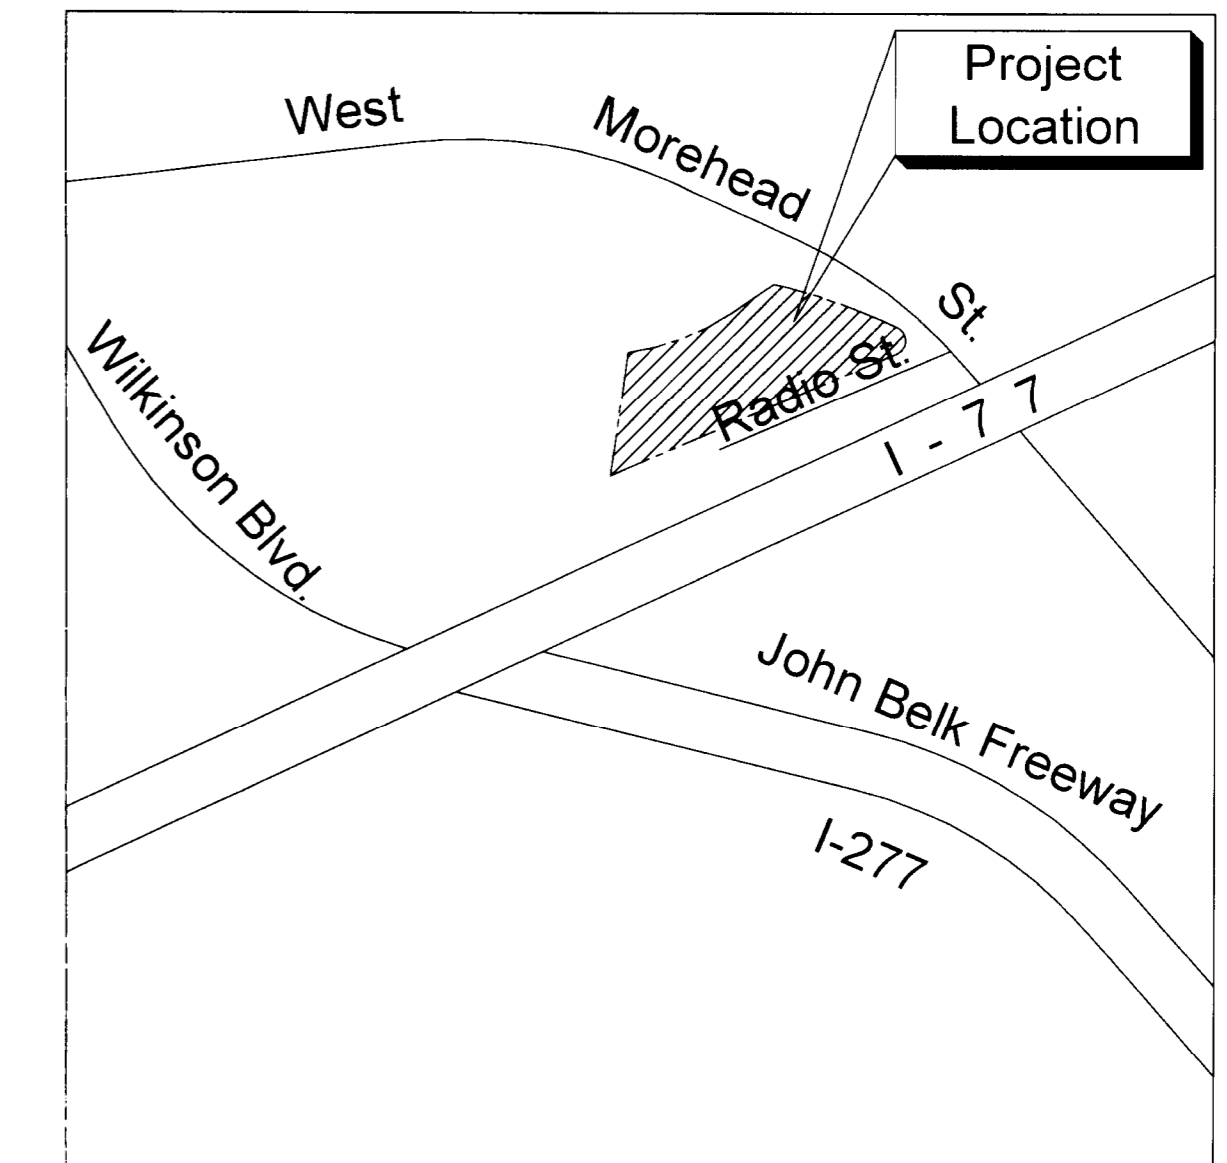 Project
Location
West Morehead St.
Wilkinson Blvd.
Radio St.
I - 7 7
John Belk Freeway
I-277